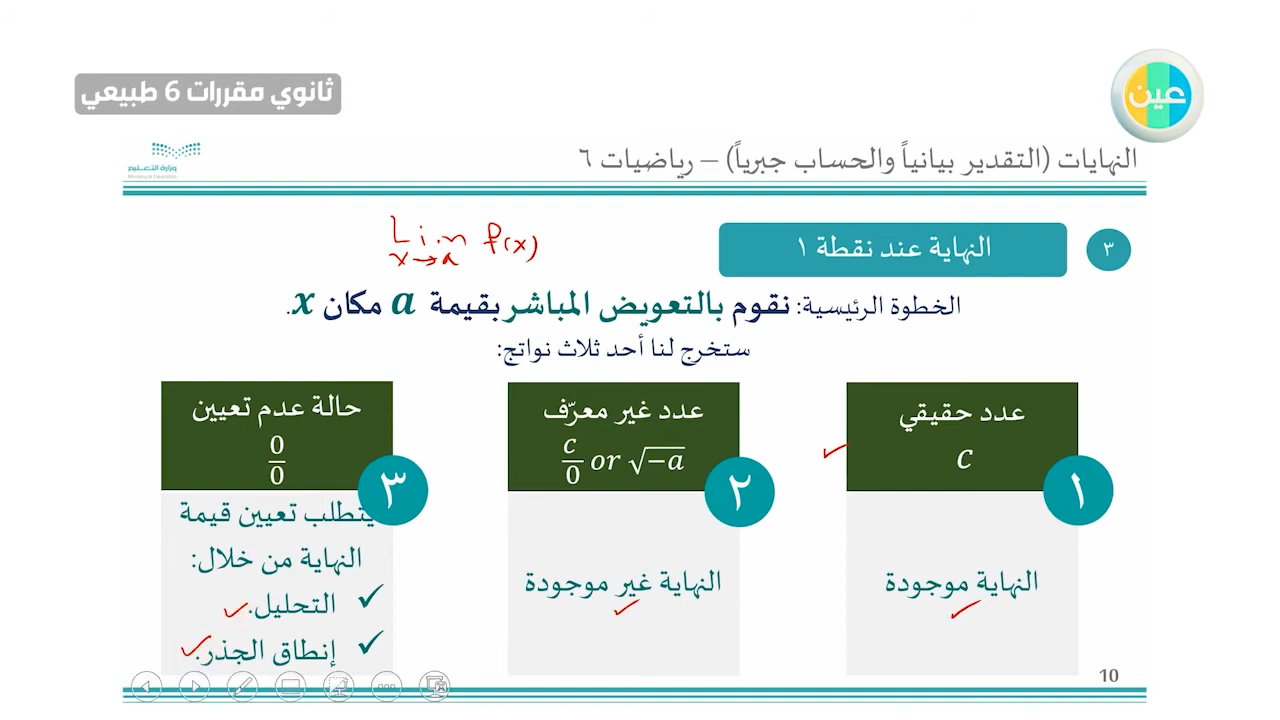 ثانوي مقررات 6 طبيعي
عين
وزارة التعليم
Ministry of Education
النهايات (التقدير بيانياً والحساب جبرياً) – رياضيات ٦
٣
النهاية عند نقطة ١
Lim f(x)
x→a
الخطوة الرئيسية: نقوم بالتعويض المباشر بقيمة a مكان x.
ستخرج لنا أحد ثلاث نواتج:
عدد حقيقي
c
١
النهاية موجودة
عدد غير معرّف
c/0 or √−a
٢
النهاية غير موجودة
حالة عدم تعيين
0/0
٣
يتطلب تعيين قيمة
النهاية من خلال:
✓ التحليل.
✓ إنطاق الجذر.
10